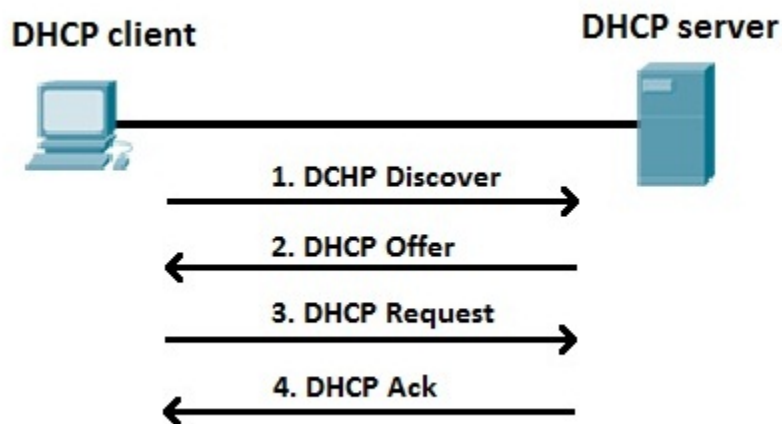 DHCP client
DHCP server
1. DCHP Discover
2. DHCP Offer
3. DHCP Request
4. DHCP Ack